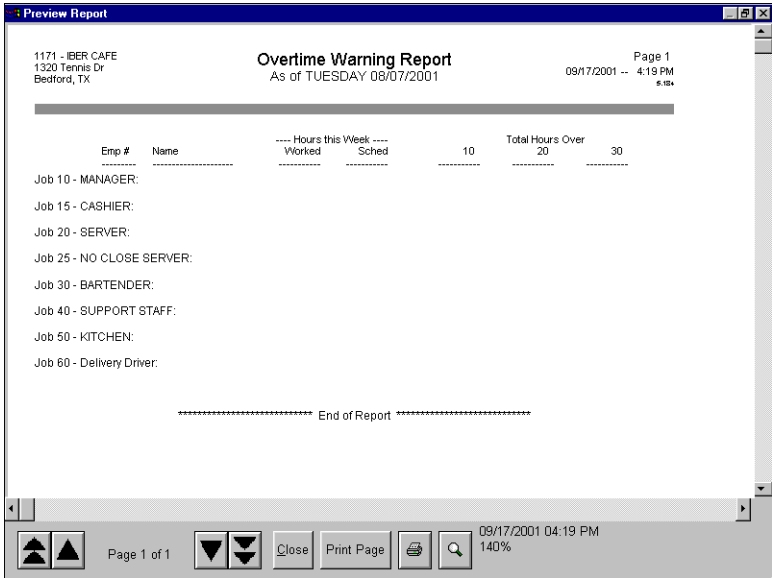 Preview Report
1171 - IBER CAFE
1320 Tennis Dr
Bedford, TX
Overtime Warning Report
As of TUESDAY 08/07/2001
Page 1
09/17/2001 -- 4:19 PM
---- Hours this Week ----
Total Hours Over
Emp # Name Worked Sched 10 20 30
Job 10 - MANAGER:
Job 15 - CASHIER:
Job 20 - SERVER:
Job 25 - NO CLOSE SERVER:
Job 30 - BARTENDER:
Job 40 - SUPPORT STAFF:
Job 50 - KITCHEN:
Job 60 - Delivery Driver:
**************************** End of Report ****************************
Page 1 of 1
Close
Print Page
09/17/2001 04:19 PM
140%